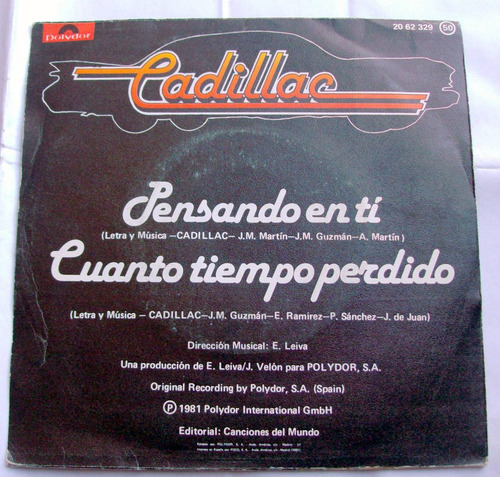 Polydor
20 62 329 50
Cadillac
Pensando en tí
(Letra y Música —CADILLAC— J.M. Martín—J.M. Guzmán—A. Martín)
Cuanto tiempo perdido
(Letra y Música — CADILLAC—J.M. Guzmán—E. Ramirez—P. Sánchez—J. de Juan)
Dirección Musical: E. Leiva
Una producción de E. Leiva/J. Velón para POLYDOR, S.A.
Original Recording by Polydor, S.A. (Spain)
Ⓟ 1981 Polydor International GmbH
Editorial: Canciones del Mundo